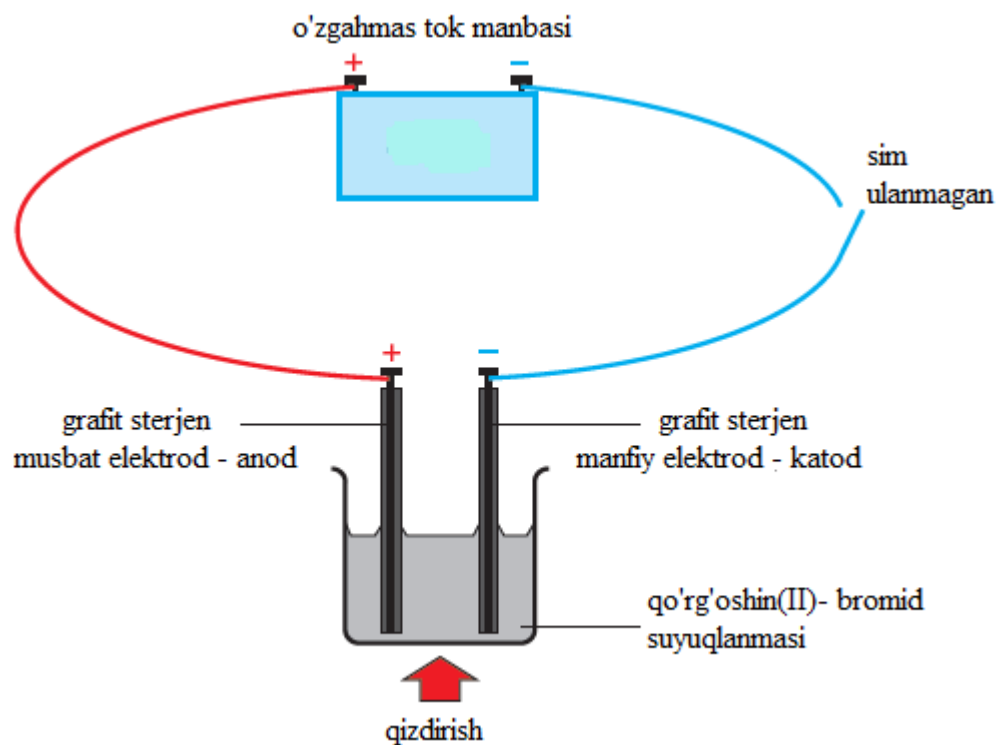 o'zgahmas tok manbasi
+
−
sim
ulanmagan
+
−
grafit sterjen
musbat elektrod - anod
grafit sterjen
manfiy elektrod - katod
qo'rg'oshin(II)- bromid
suyuqlanmasi
qizdirish